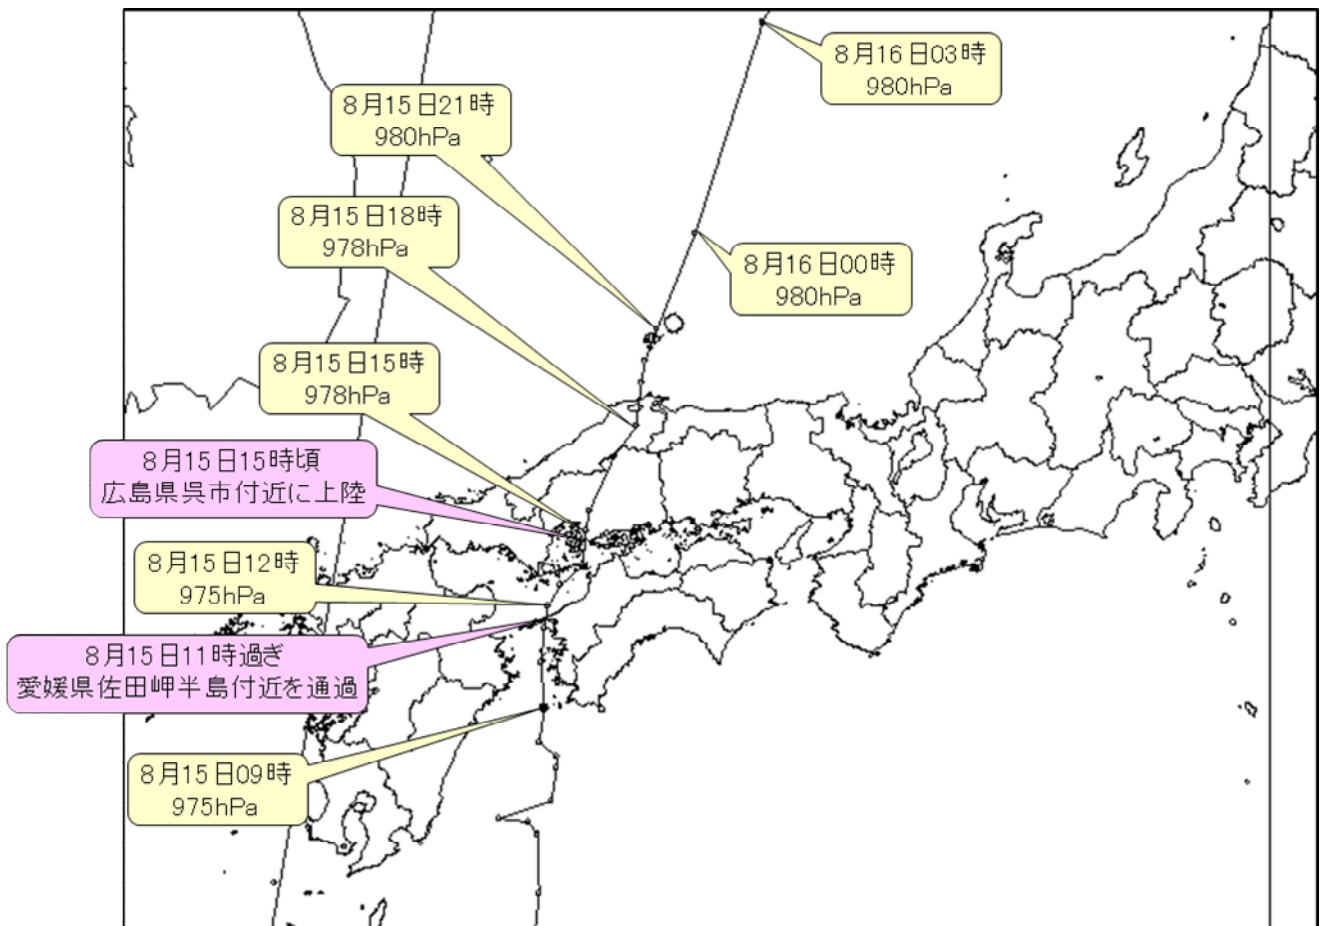 8月16日03時
980hPa
8月15日21時
980hPa
8月15日18時
978hPa
8月16日00時
980hPa
8月15日15時
978hPa
8月15日15時頃
広島県呉市付近に上陸
8月15日12時
975hPa
8月15日11時過ぎ
愛媛県佐田岬半島付近を通過
8月15日09時
975hPa